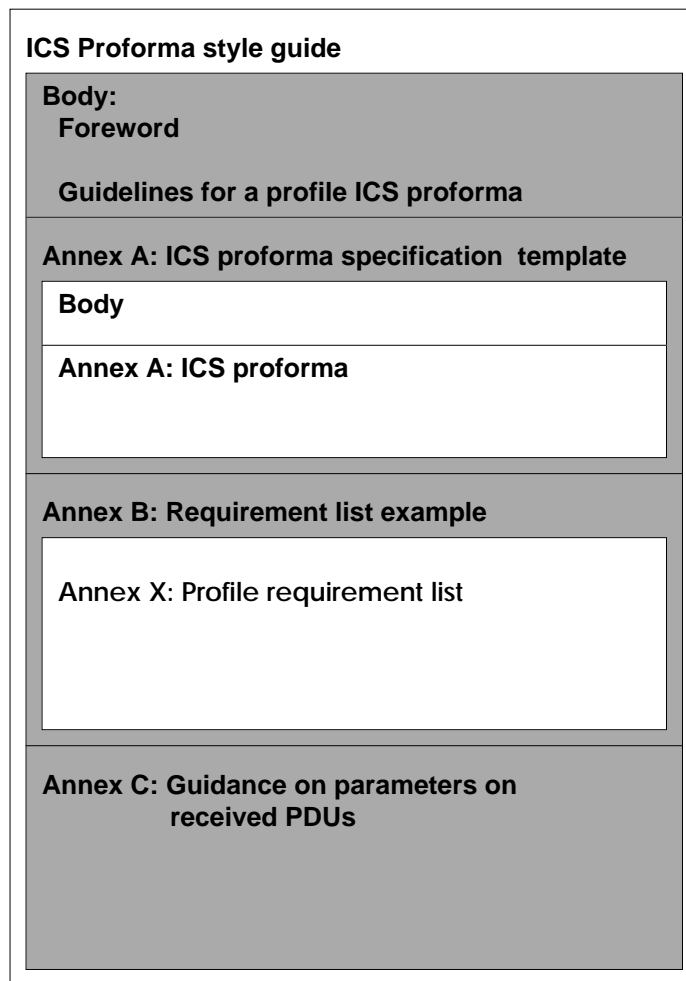 ICS Proforma style guide
Body:
Foreword
Guidelines for a profile ICS proforma
Annex A: ICS proforma specification template
Body
Annex A: ICS proforma
Annex B: Requirement list example
Annex X: Profile requirement list
Annex C: Guidance on parameters on
received PDUs